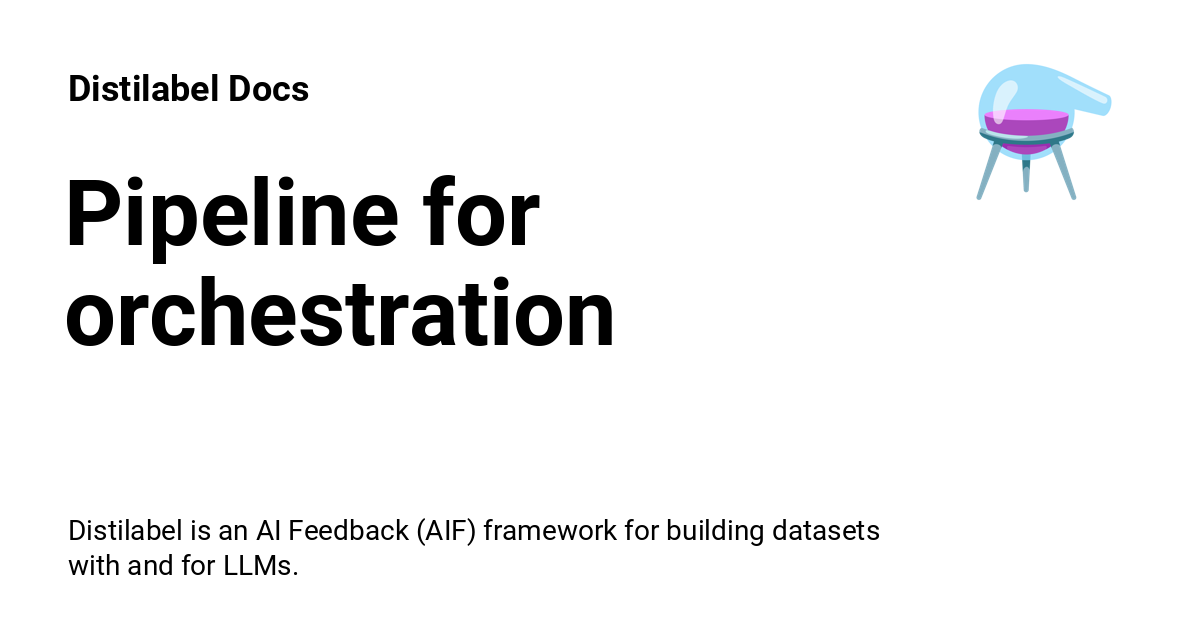 Distilabel Docs
Pipeline for
orchestration
Distilabel is an AI Feedback (AIF) framework for building datasets
with and for LLMs.